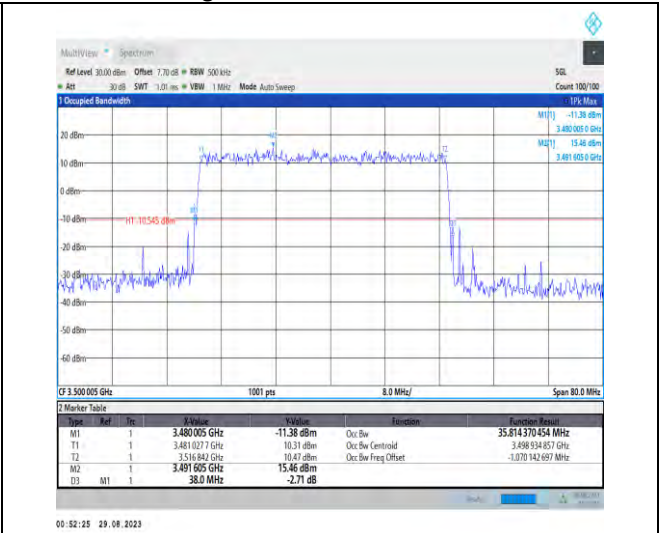 MultiView Spectrum
Ref Level 30.00 dBm Offset 7.70 dB RBW 500 kHz SGL
Att 30 dB SWT 1.01 ms VBW 1 MHz Mode Auto Sweep Count 100/100
1 Occupied Bandwidth 1Pk Max
M1[1] -11.38 dBm
3.480 005 0 GHz
20 dBm M2[1] 15.46 dBm
3.491 605 0 GHz
T1 M2 T2
10 dBm
0 dBm
M1
-10 dBm H1 -10.545 dBm
-20 dBm
-30 dBm
-40 dBm
-50 dBm
-60 dBm
CF 3.500 005 GHz 1001 pts 8.0 MHz/ Span 80.0 MHz
2 Marker Table
Type Ref Trc X-Value Y-Value Function Function Result
M1 1 3.480005 GHz -11.38 dBm Occ Bw 35.814 370 454 MHz
T1 1 3.481 027 7 GHz 10.31 dBm Occ Bw Centroid 3.498 934 857 GHz
T2 1 3.516 842 GHz 10.47 dBm Occ Bw Freq Offset -1.070 142 697 MHz
M2 1 3.491 605 GHz 15.46 dBm
D3 M1 1 38.0 MHz -2.71 dB
00:52:25 29.08.2023